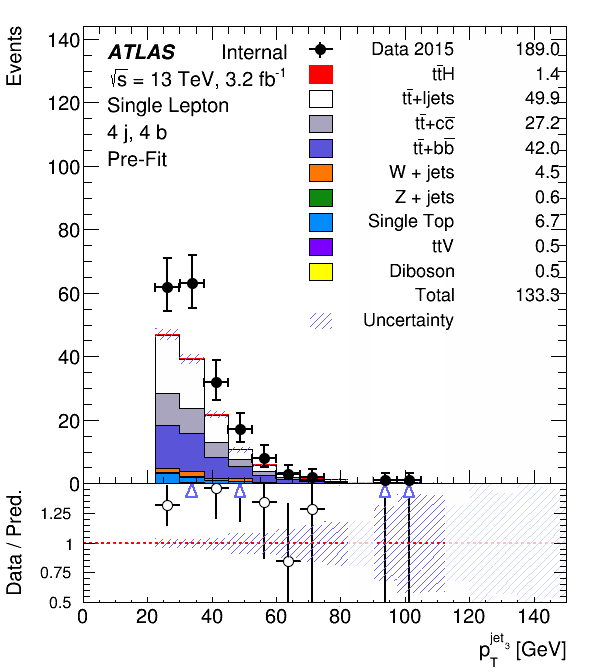 Events
140
120
100
80
60
40
20
0
ATLAS Internal
√s = 13 TeV, 3.2 fb⁻¹
Single Lepton
4 j, 4 b
Pre-Fit
Data 2015 189.0
tt̄H 1.4
tt̄+ljets 49.9
tt̄+cc̄ 27.2
tt̄+bb̄ 42.0
W + jets 4.5
Z + jets 0.6
Single Top 6.7
ttV 0.5
Diboson 0.5
Total 133.3
Uncertainty
Data / Pred.
1.25
1
0.75
0.5
0 20 40 60 80 100 120 140
p_T^jet₃ [GeV]